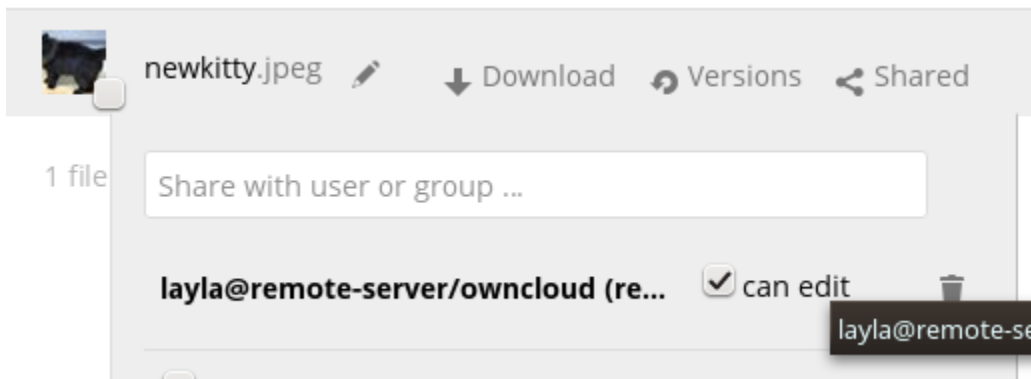 newkitty.jpeg Download Versions Shared
1 file
Share with user or group ...
layla@remote-server/owncloud (re... can edit
layla@remote-se